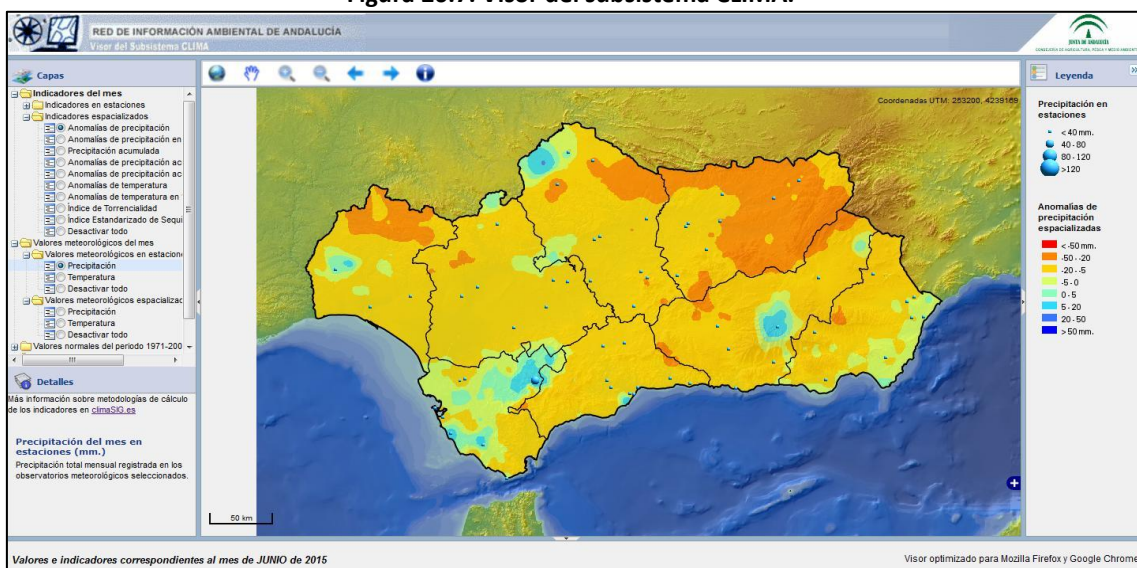 Figura 26.7. Visor del subsistema CLIMA.
RED DE INFORMACIÓN AMBIENTAL DE ANDALUCÍA
Visor del Subsistema CLIMA
JUNTA DE ANDALUCIA
CONSEJERÍA DE AGRICULTURA, PESCA Y MEDIO AMBIENTE
Capas
Indicadores del mes
Indicadores en estaciones
Indicadores espacializados
Anomalías de precipitación
Anomalías de precipitación en
Precipitación acumulada
Anomalías de precipitación ac
Anomalías de precipitación ac
Anomalías de temperatura
Anomalías de temperatura en
Índice de Torrencialidad
Índice Estandarizado de Sequi
Desactivar todo
Valores meteorológicos del mes
Valores meteorológicos en estacion
Precipitación
Temperatura
Desactivar todo
Valores meteorológicos espacializac
Precipitación
Temperatura
Desactivar todo
Valores normales del periodo 1971-200
Detalles
Más información sobre metodologías de cálculo
de los indicadores en climaSIG.es
Precipitación del mes en
estaciones (mm.)
Precipitación total mensual registrada en los
observatorios meteorológicos seleccionados.
Coordenadas UTM: 253200, 4239169
50 km
Leyenda
Precipitación en
estaciones
< 40 mm.
40 - 80
80 - 120
>120
Anomalías de
precipitación
espacializadas
< -50 mm.
-50 - -20
-20 - -5
-5 - 0
0 - 5
5 - 20
20 - 50
> 50 mm.
Valores e indicadores correspondientes al mes de JUNIO de 2015
Visor optimizado para Mozilla Firefox y Google Chrome